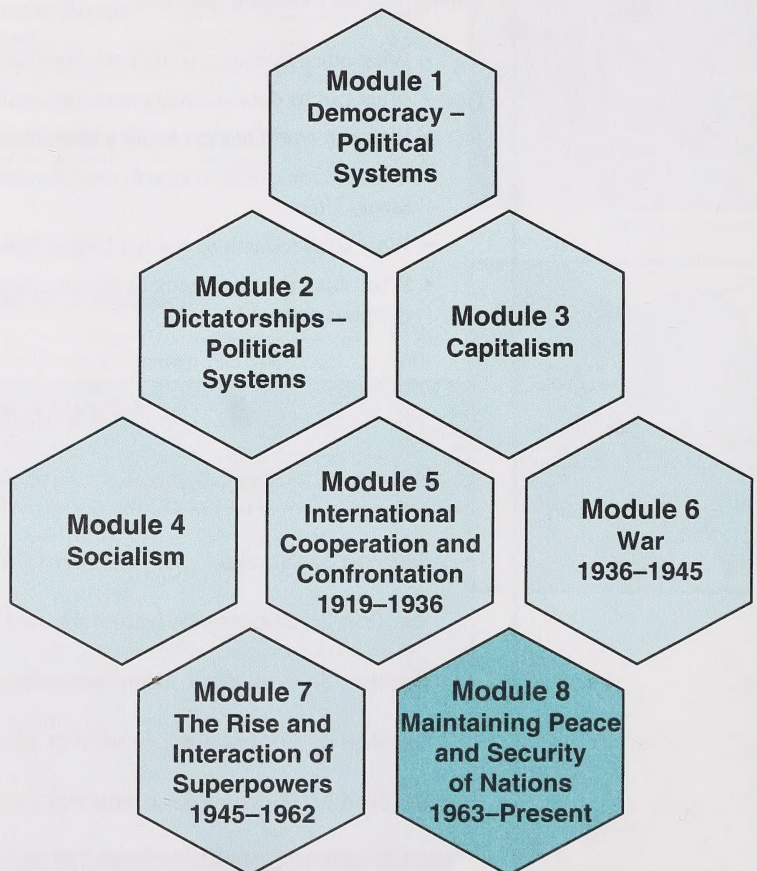 Module 1
Democracy –
Political
Systems
Module 2
Dictatorships –
Political
Systems
Module 3
Capitalism
Module 4
Socialism
Module 5
International
Cooperation and
Confrontation
1919–1936
Module 6
War
1936–1945
Module 7
The Rise and
Interaction of
Superpowers
1945–1962
Module 8
Maintaining Peace
and Security
of Nations
1963–Present